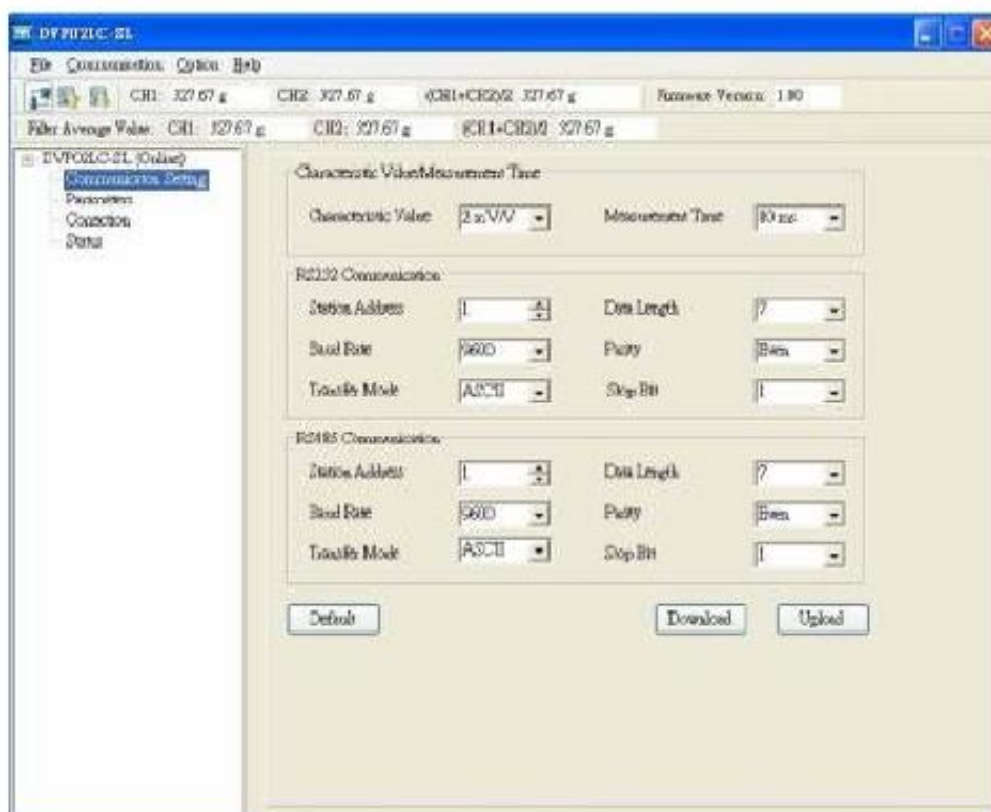 DVP02LC-SL
File Communication Option Help
CH1: 327.67 g CH2: 327.67 g (CH1+CH2)/2 327.67 g Firmware Version: 1.00
Filter Average Value: CH1: 327.67 g CH2: 327.67 g (CH1+CH2)/2 327.67 g
DVP02LC-SL (Online)
Communication Setting
Parameters
Correction
Status
Characteristic Value/Measurement Time
Characteristic Value 2 mV/V Measurement Time 80 ms
RS232 Communication
Station Address 1 Data Length 7
Baud Rate 9600 Parity Even
Transfer Mode ASCII Stop Bit 1
RS485 Communication
Station Address 1 Data Length 7
Baud Rate 9600 Parity Even
Transfer Mode ASCII Stop Bit 1
Default Download Upload